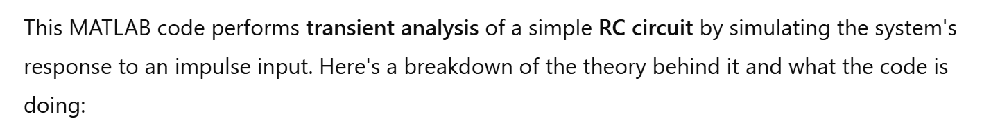 This MATLAB code performs transient analysis of a simple RC circuit by simulating the system's
response to an impulse input. Here's a breakdown of the theory behind it and what the code is
doing: